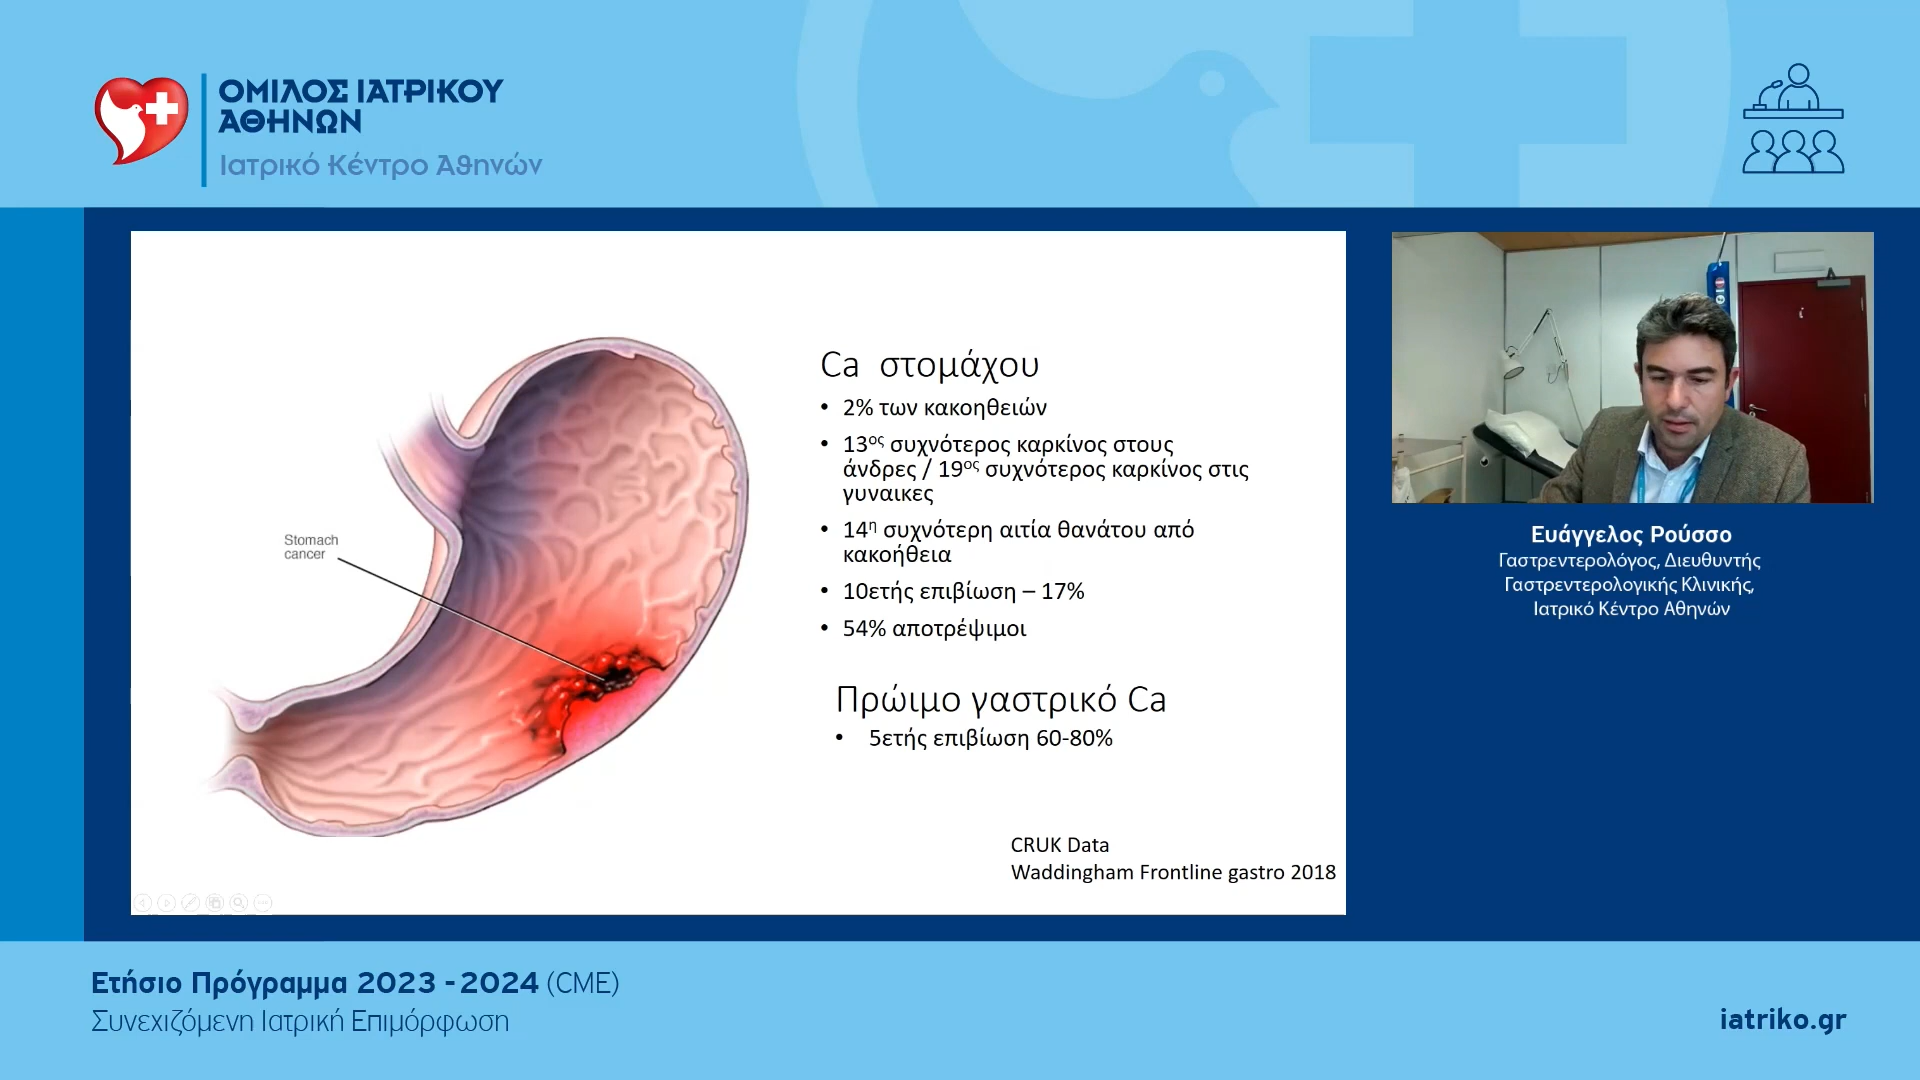 ΟΜΙΛΟΣ ΙΑΤΡΙΚΟΥ
ΑΘΗΝΩΝ
Ιατρικό Κέντρο Αθηνών
Stomach
cancer
Ca στομάχου
• 2% των κακοηθειών
• 13ος συχνότερος καρκίνος στους
άνδρες / 19ος συχνότερος καρκίνος στις
γυναικες
• 14η συχνότερη αιτία θανάτου από
κακοήθεια
• 10ετής επιβίωση – 17%
• 54% αποτρέψιμοι
Πρώιμο γαστρικό Ca
• 5ετής επιβίωση 60-80%
CRUK Data
Waddingham Frontline gastro 2018
Ευάγγελος Ρούσσο
Γαστρεντερολόγος, Διευθυντής
Γαστρεντερολογικής Κλινικής,
Ιατρικό Κέντρο Αθηνών
Ετήσιο Πρόγραμμα 2023 - 2024 (CME)
Συνεχιζόμενη Ιατρική Επιμόρφωση
iatriko.gr